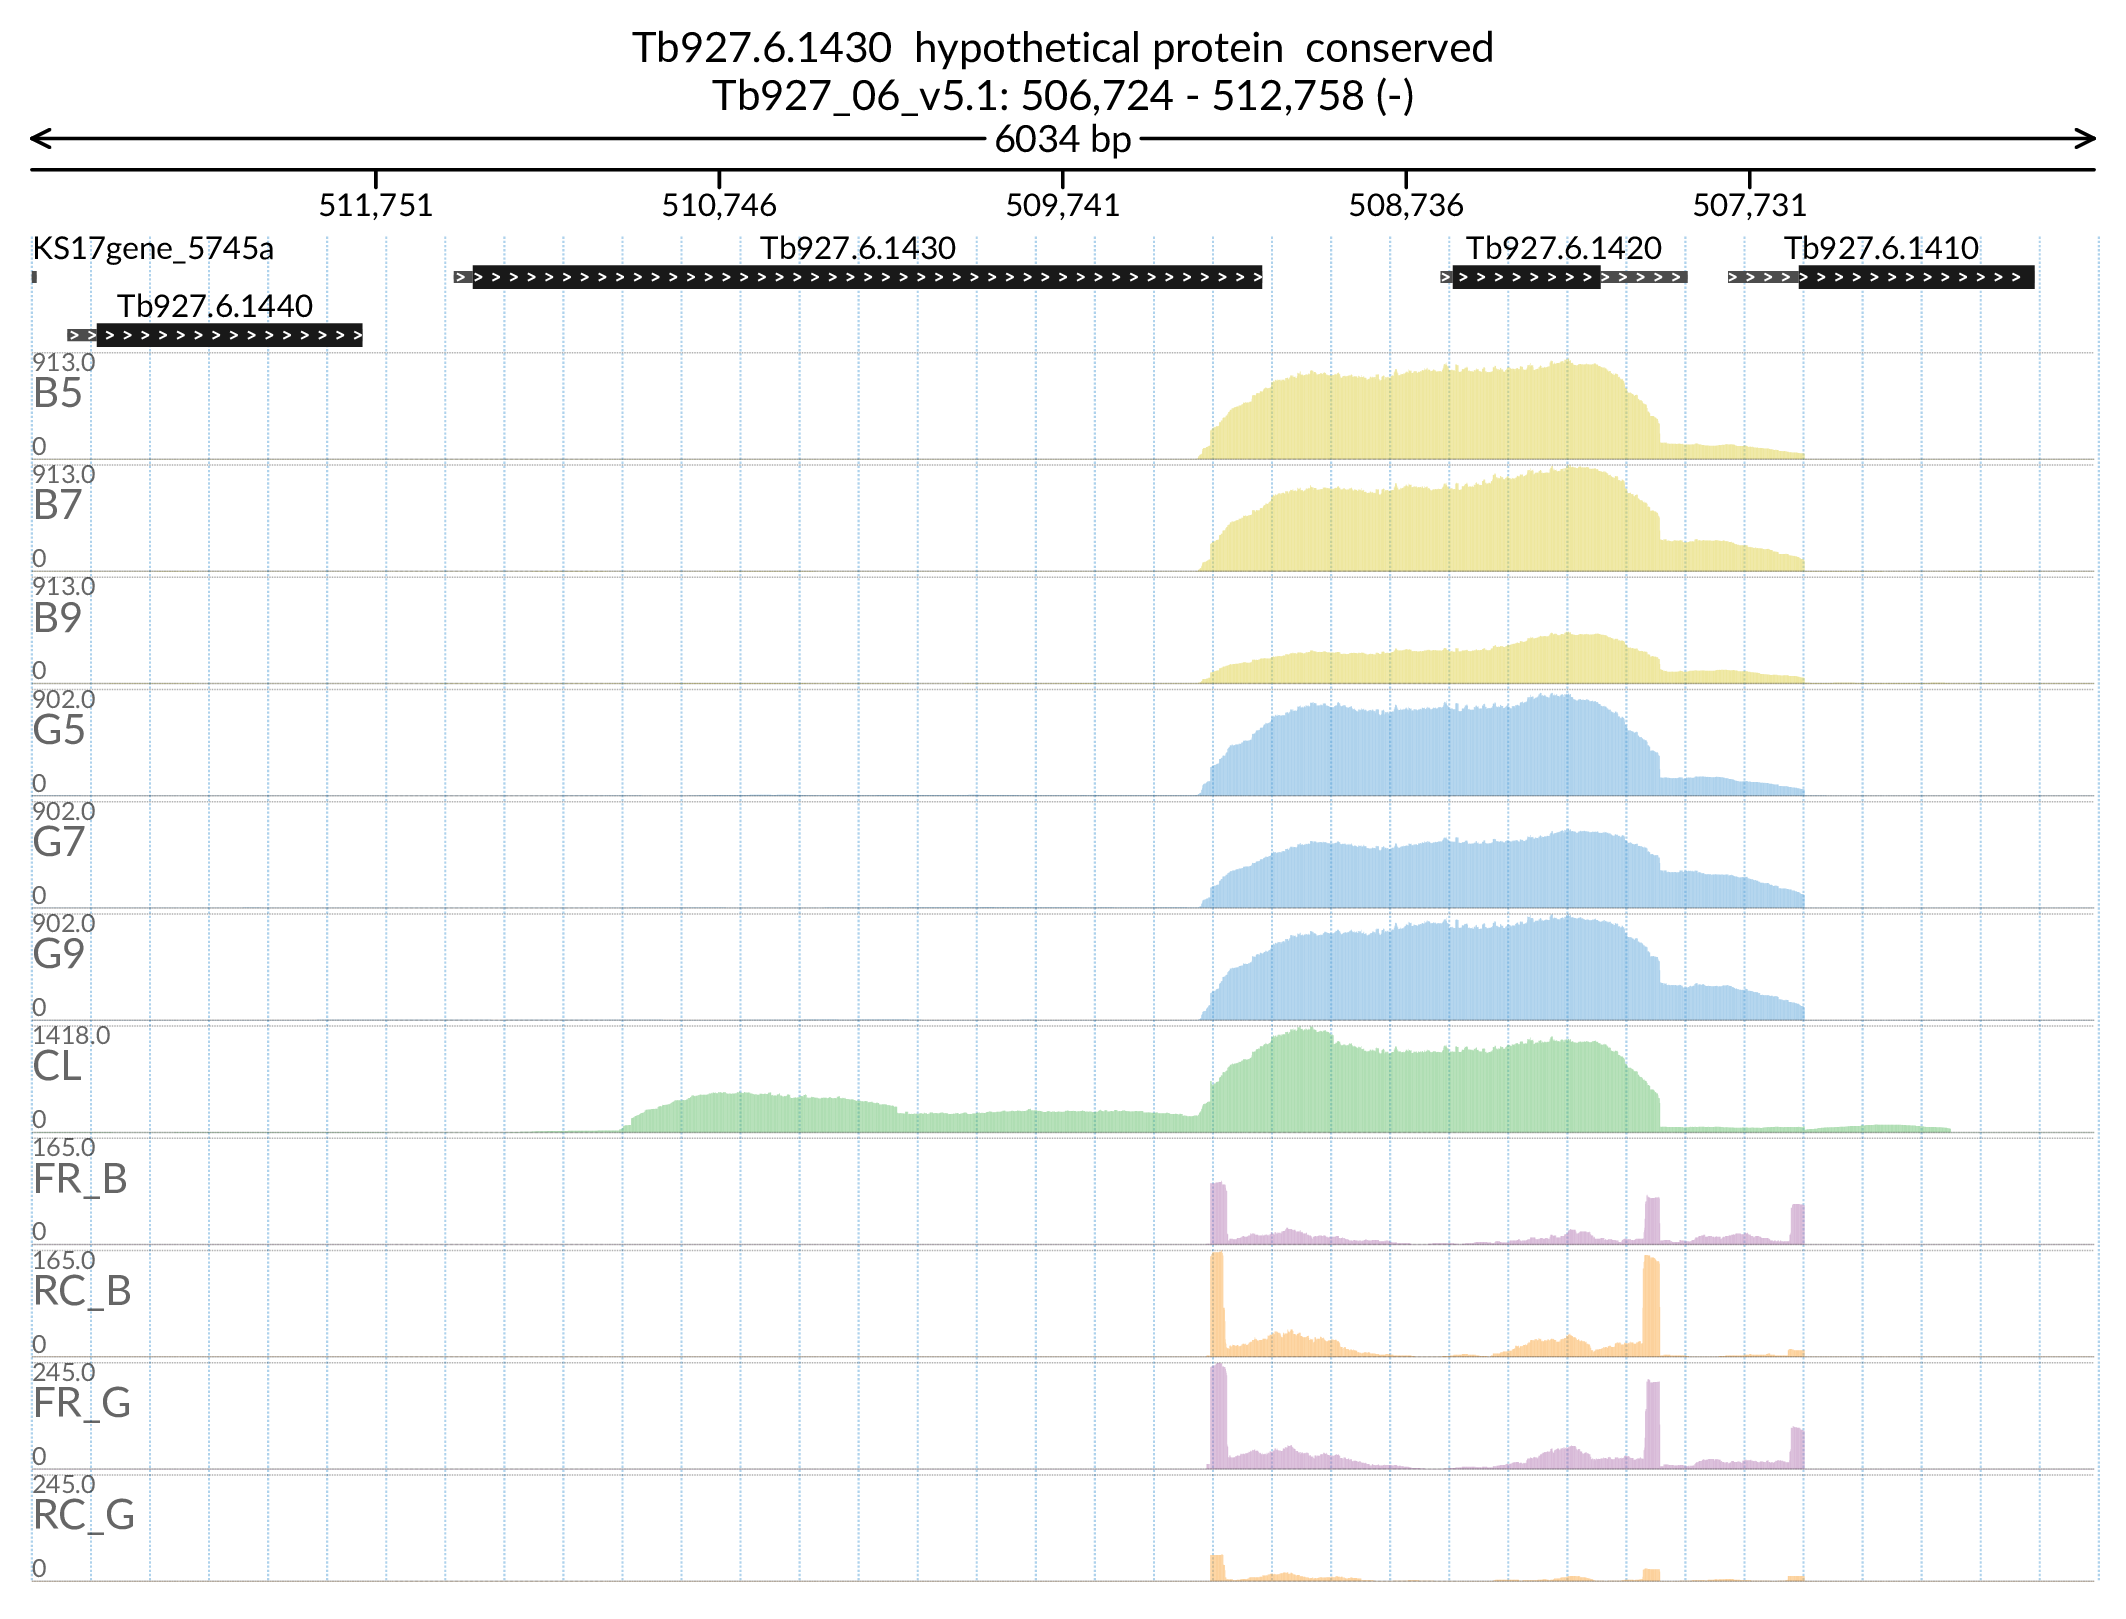 Tb927.6.1430  hypothetical protein  conserved
Tb927_06_v5.1: 506,724 - 512,758 (-)
6034 bp
511,751 510,746 509,741 508,736 507,731
KS17gene_5745a Tb927.6.1430 Tb927.6.1420 Tb927.6.1410
Tb927.6.1440
913.0
B5
0
913.0
B7
0
913.0
B9
0
902.0
G5
0
902.0
G7
0
902.0
G9
0
1418.0
CL
0
165.0
FR_B
0
165.0
RC_B
0
245.0
FR_G
0
245.0
RC_G
0